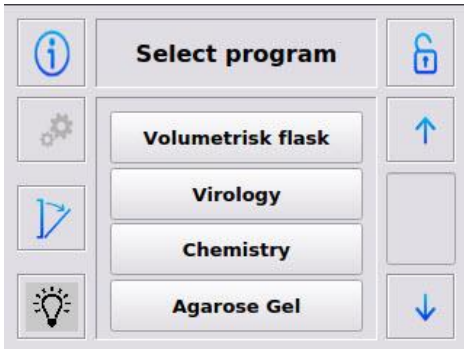 Select program
Volumetrisk flask
Virology
Chemistry
Agarose Gel